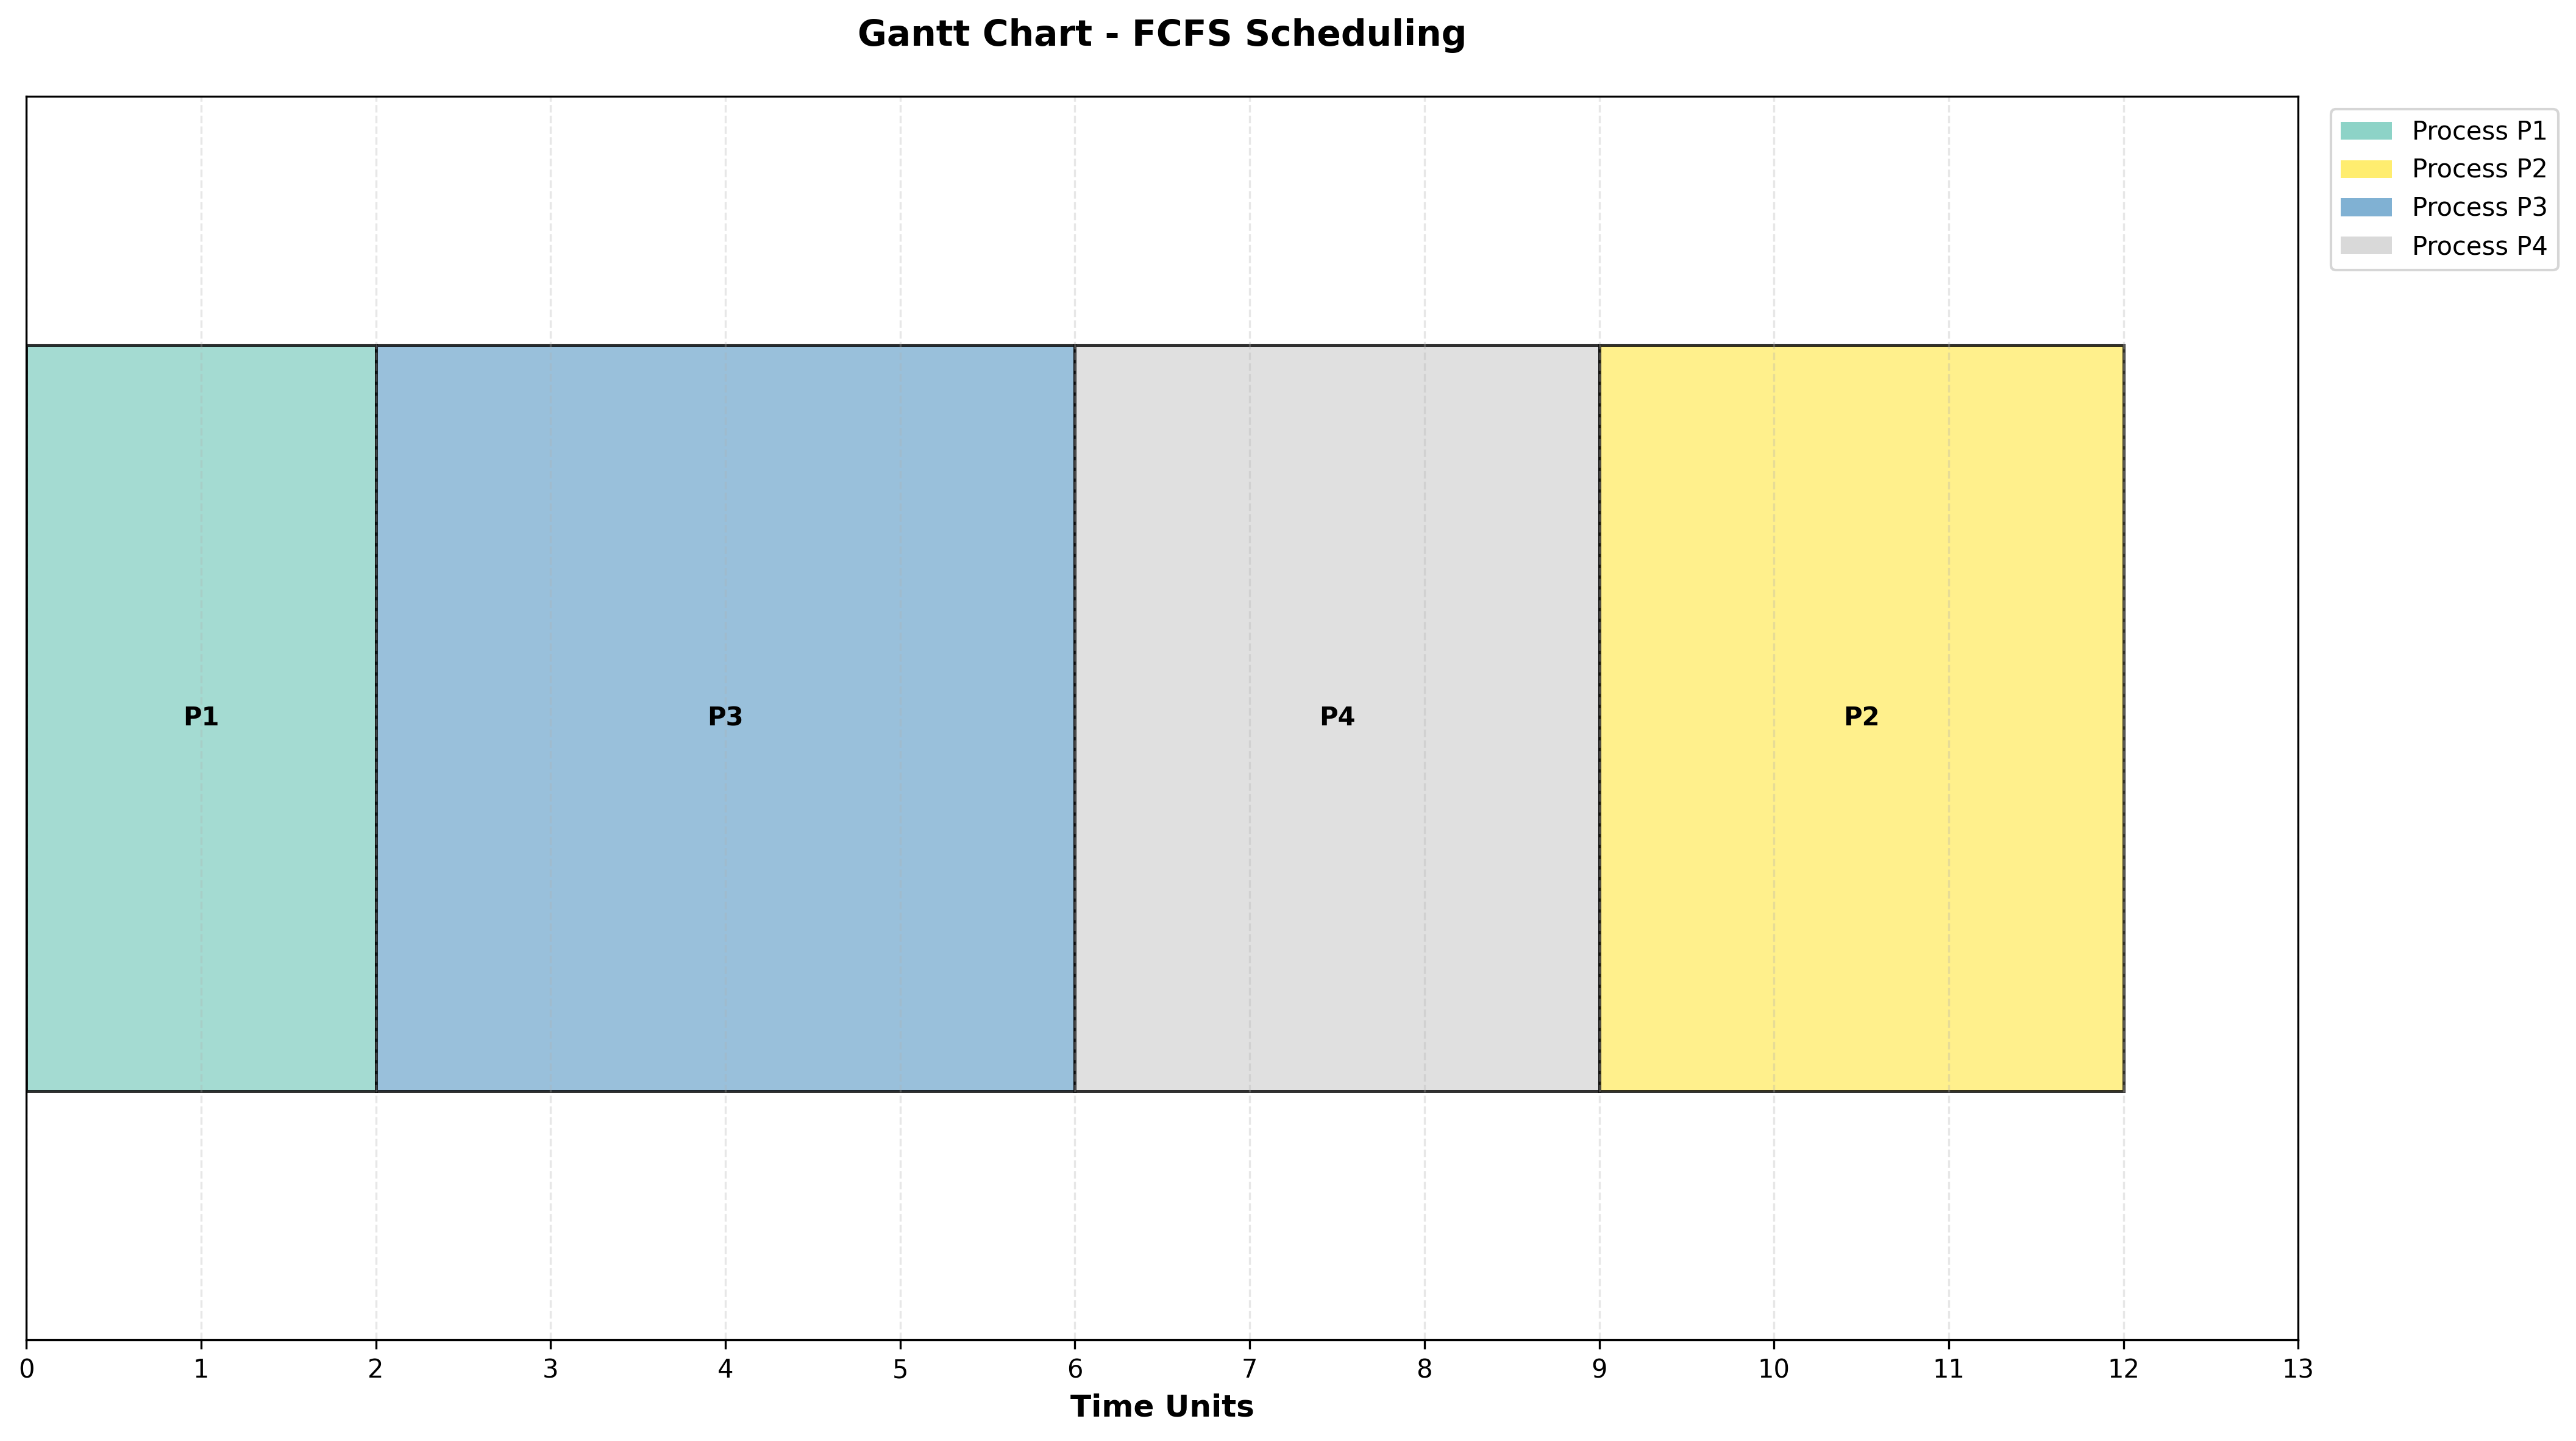 Gantt Chart - FCFS Scheduling
Process P1
Process P2
Process P3
Process P4
P1 P3 P4 P2
0 1 2 3 4 5 6 7 8 9 10 11 12 13
Time Units